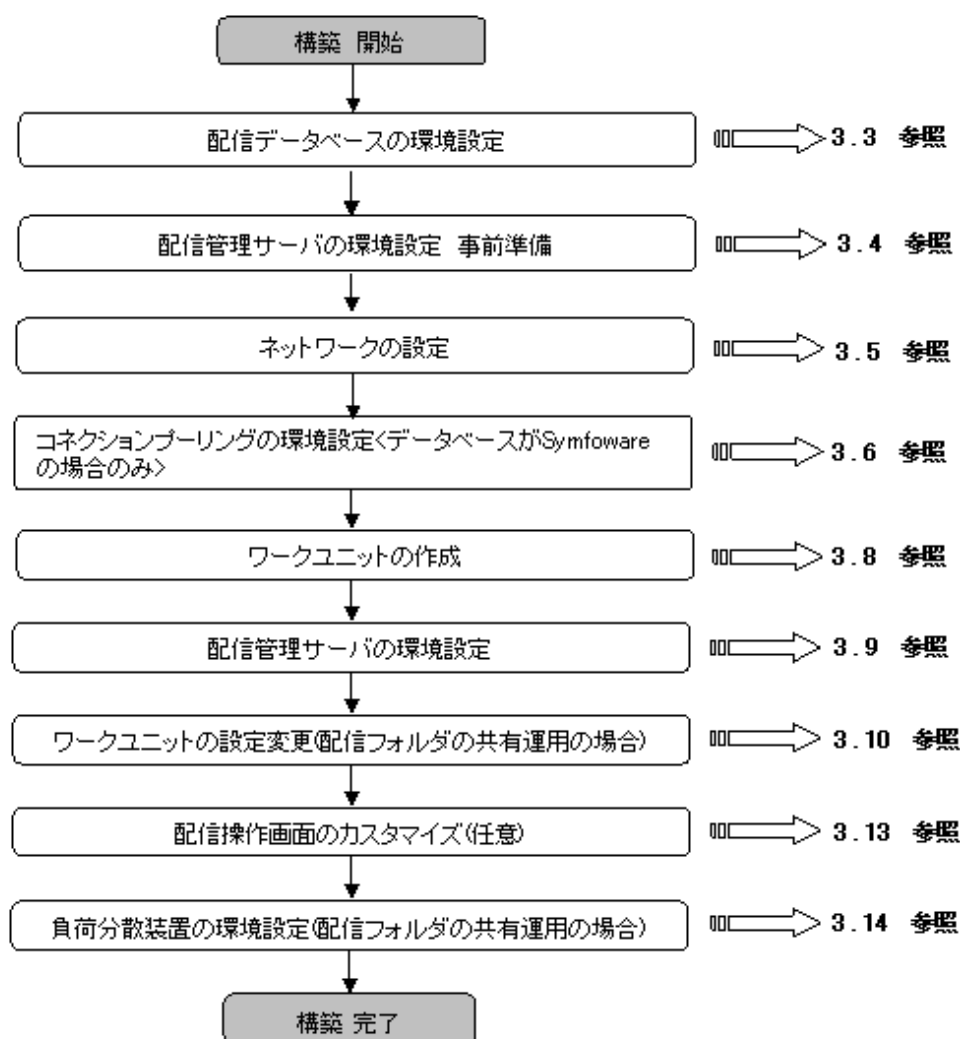 構築 開始
配信データベースの環境設定
3.3 参照
配信管理サーバの環境設定 事前準備
3.4 参照
ネットワークの設定
3.5 参照
コネクションプーリングの環境設定<データベースがSymfoware
の場合のみ>
3.6 参照
ワークユニットの作成
3.8 参照
配信管理サーバの環境設定
3.9 参照
ワークユニットの設定変更(配信フォルダの共有運用の場合)
3.10 参照
配信操作画面のカスタマイズ(任意)
3.13 参照
負荷分散装置の環境設定(配信フォルダの共有運用の場合)
3.14 参照
構築 完了